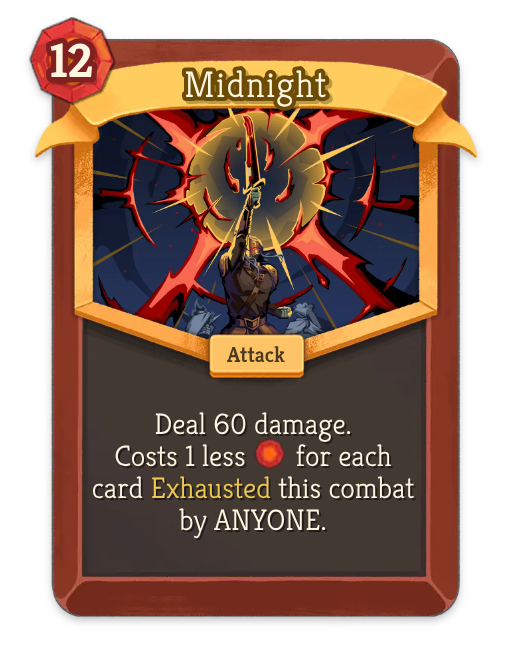 12
Midnight
Attack
Deal 60 damage.
Costs 1 less for each
card Exhausted this combat
by ANYONE.